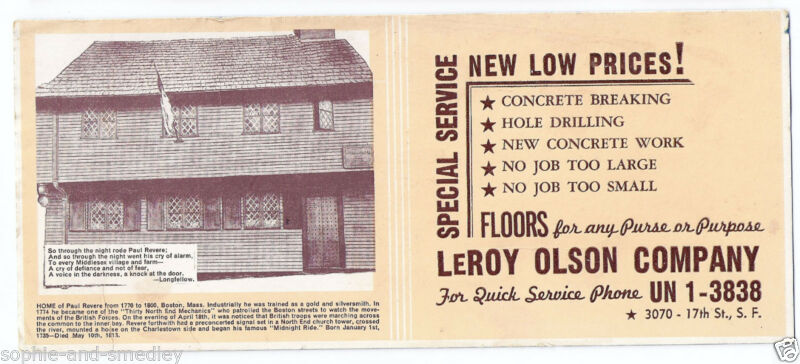 So through the night rode Paul Revere;
And so through the night went his cry of alarm,
To every Middlesex village and farm—
A cry of defiance and not of fear,
A voice in the darkness, a knock at the door.
—Longfellow.
HOME of Paul Revere from 1770 to 1800, Boston, Mass. Industrially he was trained as a gold and silversmith. In
1774 he became one of the "Thirty North End Mechanics" who patrolled the Boston streets to watch the move-
ments of the British Forces. On the evening of April 18th, it was noticed that British troops were marching across
the common to the inner bay. Revere forthwith had a preconcerted signal set in a North End church tower, crossed
the river, mounted a horse on the Charlestown side and began his famous "Midnight Ride." Born January 1st,
1735—Died May 10th,
SPECIAL SERVICE
NEW LOW PRICES!
★ CONCRETE BREAKING
★ HOLE DRILLING
★ NEW CONCRETE WORK
★ NO JOB TOO LARGE
★ NO JOB TOO SMALL
FLOORS for any Purse or Purpose
LEROY OLSON COMPANY
For Quick Service Phone UN 1-3838
★ 3070 - 17th St., S. F.
sophie-and-smedley